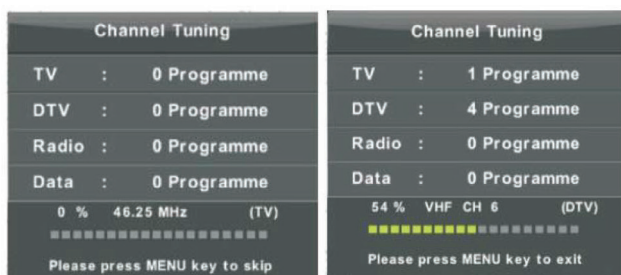 Channel Tuning
TV : 0 Programme
DTV : 0 Programme
Radio : 0 Programme
Data : 0 Programme
0 % 46.25 MHz (TV)
Please press MENU key to skip
Channel Tuning
TV : 1 Programme
DTV : 4 Programme
Radio : 0 Programme
Data : 0 Programme
54 % VHF CH 6 (DTV)
Please press MENU key to exit